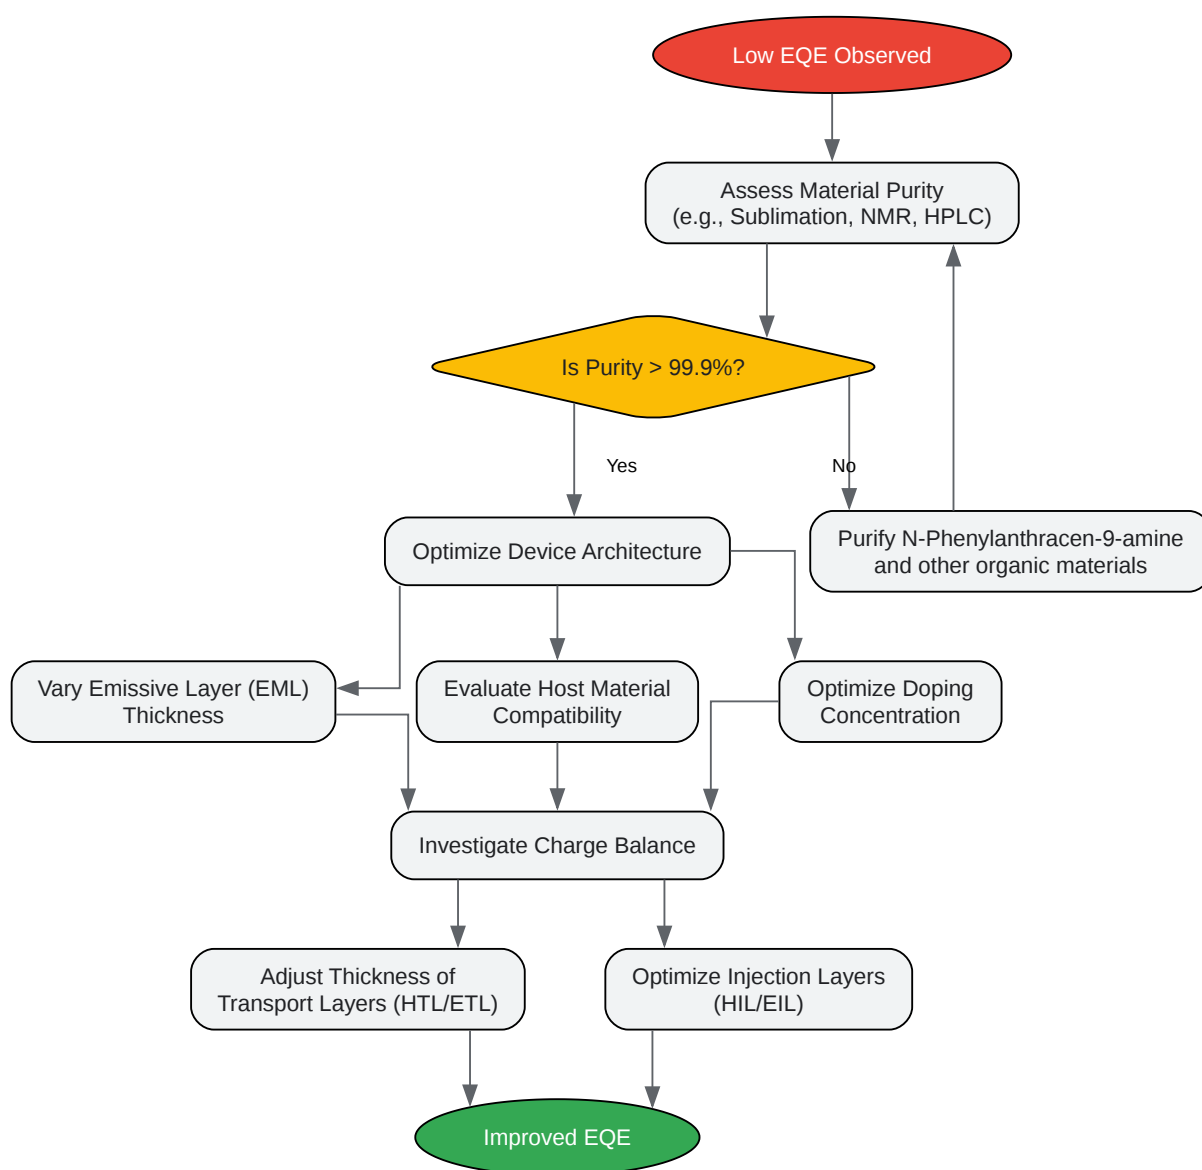 Low EQE Observed
Assess Material Purity
(e.g., Sublimation, NMR, HPLC)
Is Purity > 99.9%?
Yes
No
Optimize Device Architecture
Purify N-Phenylanthracen-9-amine
and other organic materials
Vary Emissive Layer (EML)
Thickness
Evaluate Host Material
Compatibility
Optimize Doping
Concentration
Investigate Charge Balance
Adjust Thickness of
Transport Layers (HTL/ETL)
Optimize Injection Layers
(HIL/EIL)
Improved EQE